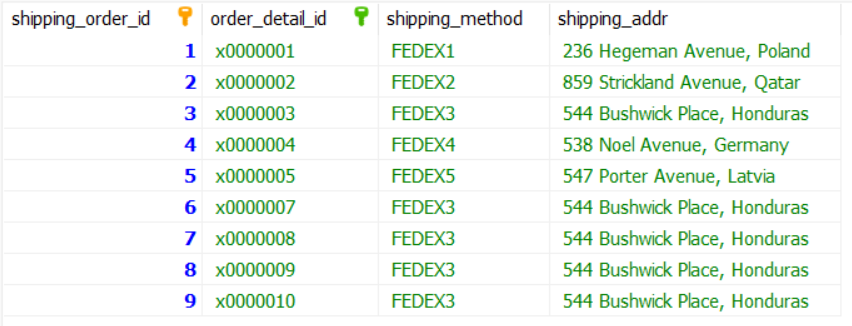 shipping_order_id order_detail_id shipping_method shipping_addr
1 x0000001 FEDEX1 236 Hegeman Avenue, Poland
2 x0000002 FEDEX2 859 Strickland Avenue, Qatar
3 x0000003 FEDEX3 544 Bushwick Place, Honduras
4 x0000004 FEDEX4 538 Noel Avenue, Germany
5 x0000005 FEDEX5 547 Porter Avenue, Latvia
6 x0000007 FEDEX3 544 Bushwick Place, Honduras
7 x0000008 FEDEX3 544 Bushwick Place, Honduras
8 x0000009 FEDEX3 544 Bushwick Place, Honduras
9 x0000010 FEDEX3 544 Bushwick Place, Honduras